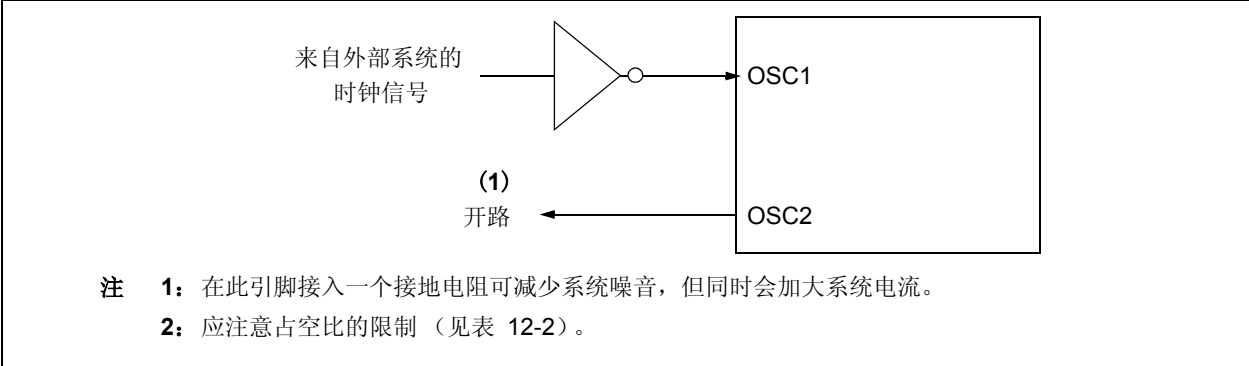 来自外部系统的
时钟信号
OSC1
（1）
开路
OSC2
注 1：在此引脚接入一个接地电阻可减少系统噪音，但同时会加大系统电流。
2：应注意占空比的限制 （见表 12-2）。